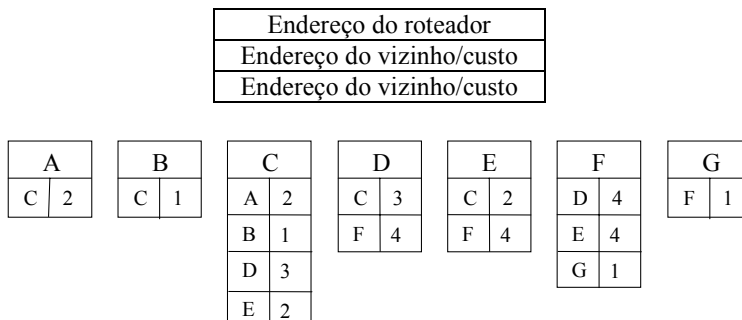 Endereço do roteador
Endereço do vizinho/custo
Endereço do vizinho/custo
A B C D E F G
C 2 C 1 A 2 C 3 C 2 D 4 F 1
B 1 F 4 F 4 E 4
D 3 G 1
E 2